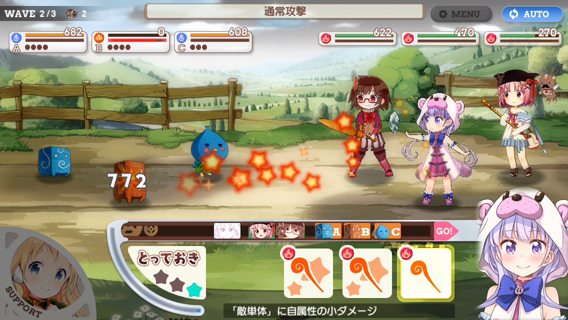 WAVE 2/3 2
通常攻撃
MENU
AUTO
682
A
0
B
608
C
622
470
270
772
A B C GO!
とっておき
SUPPORT
「敵単体」に自属性の小ダメージ